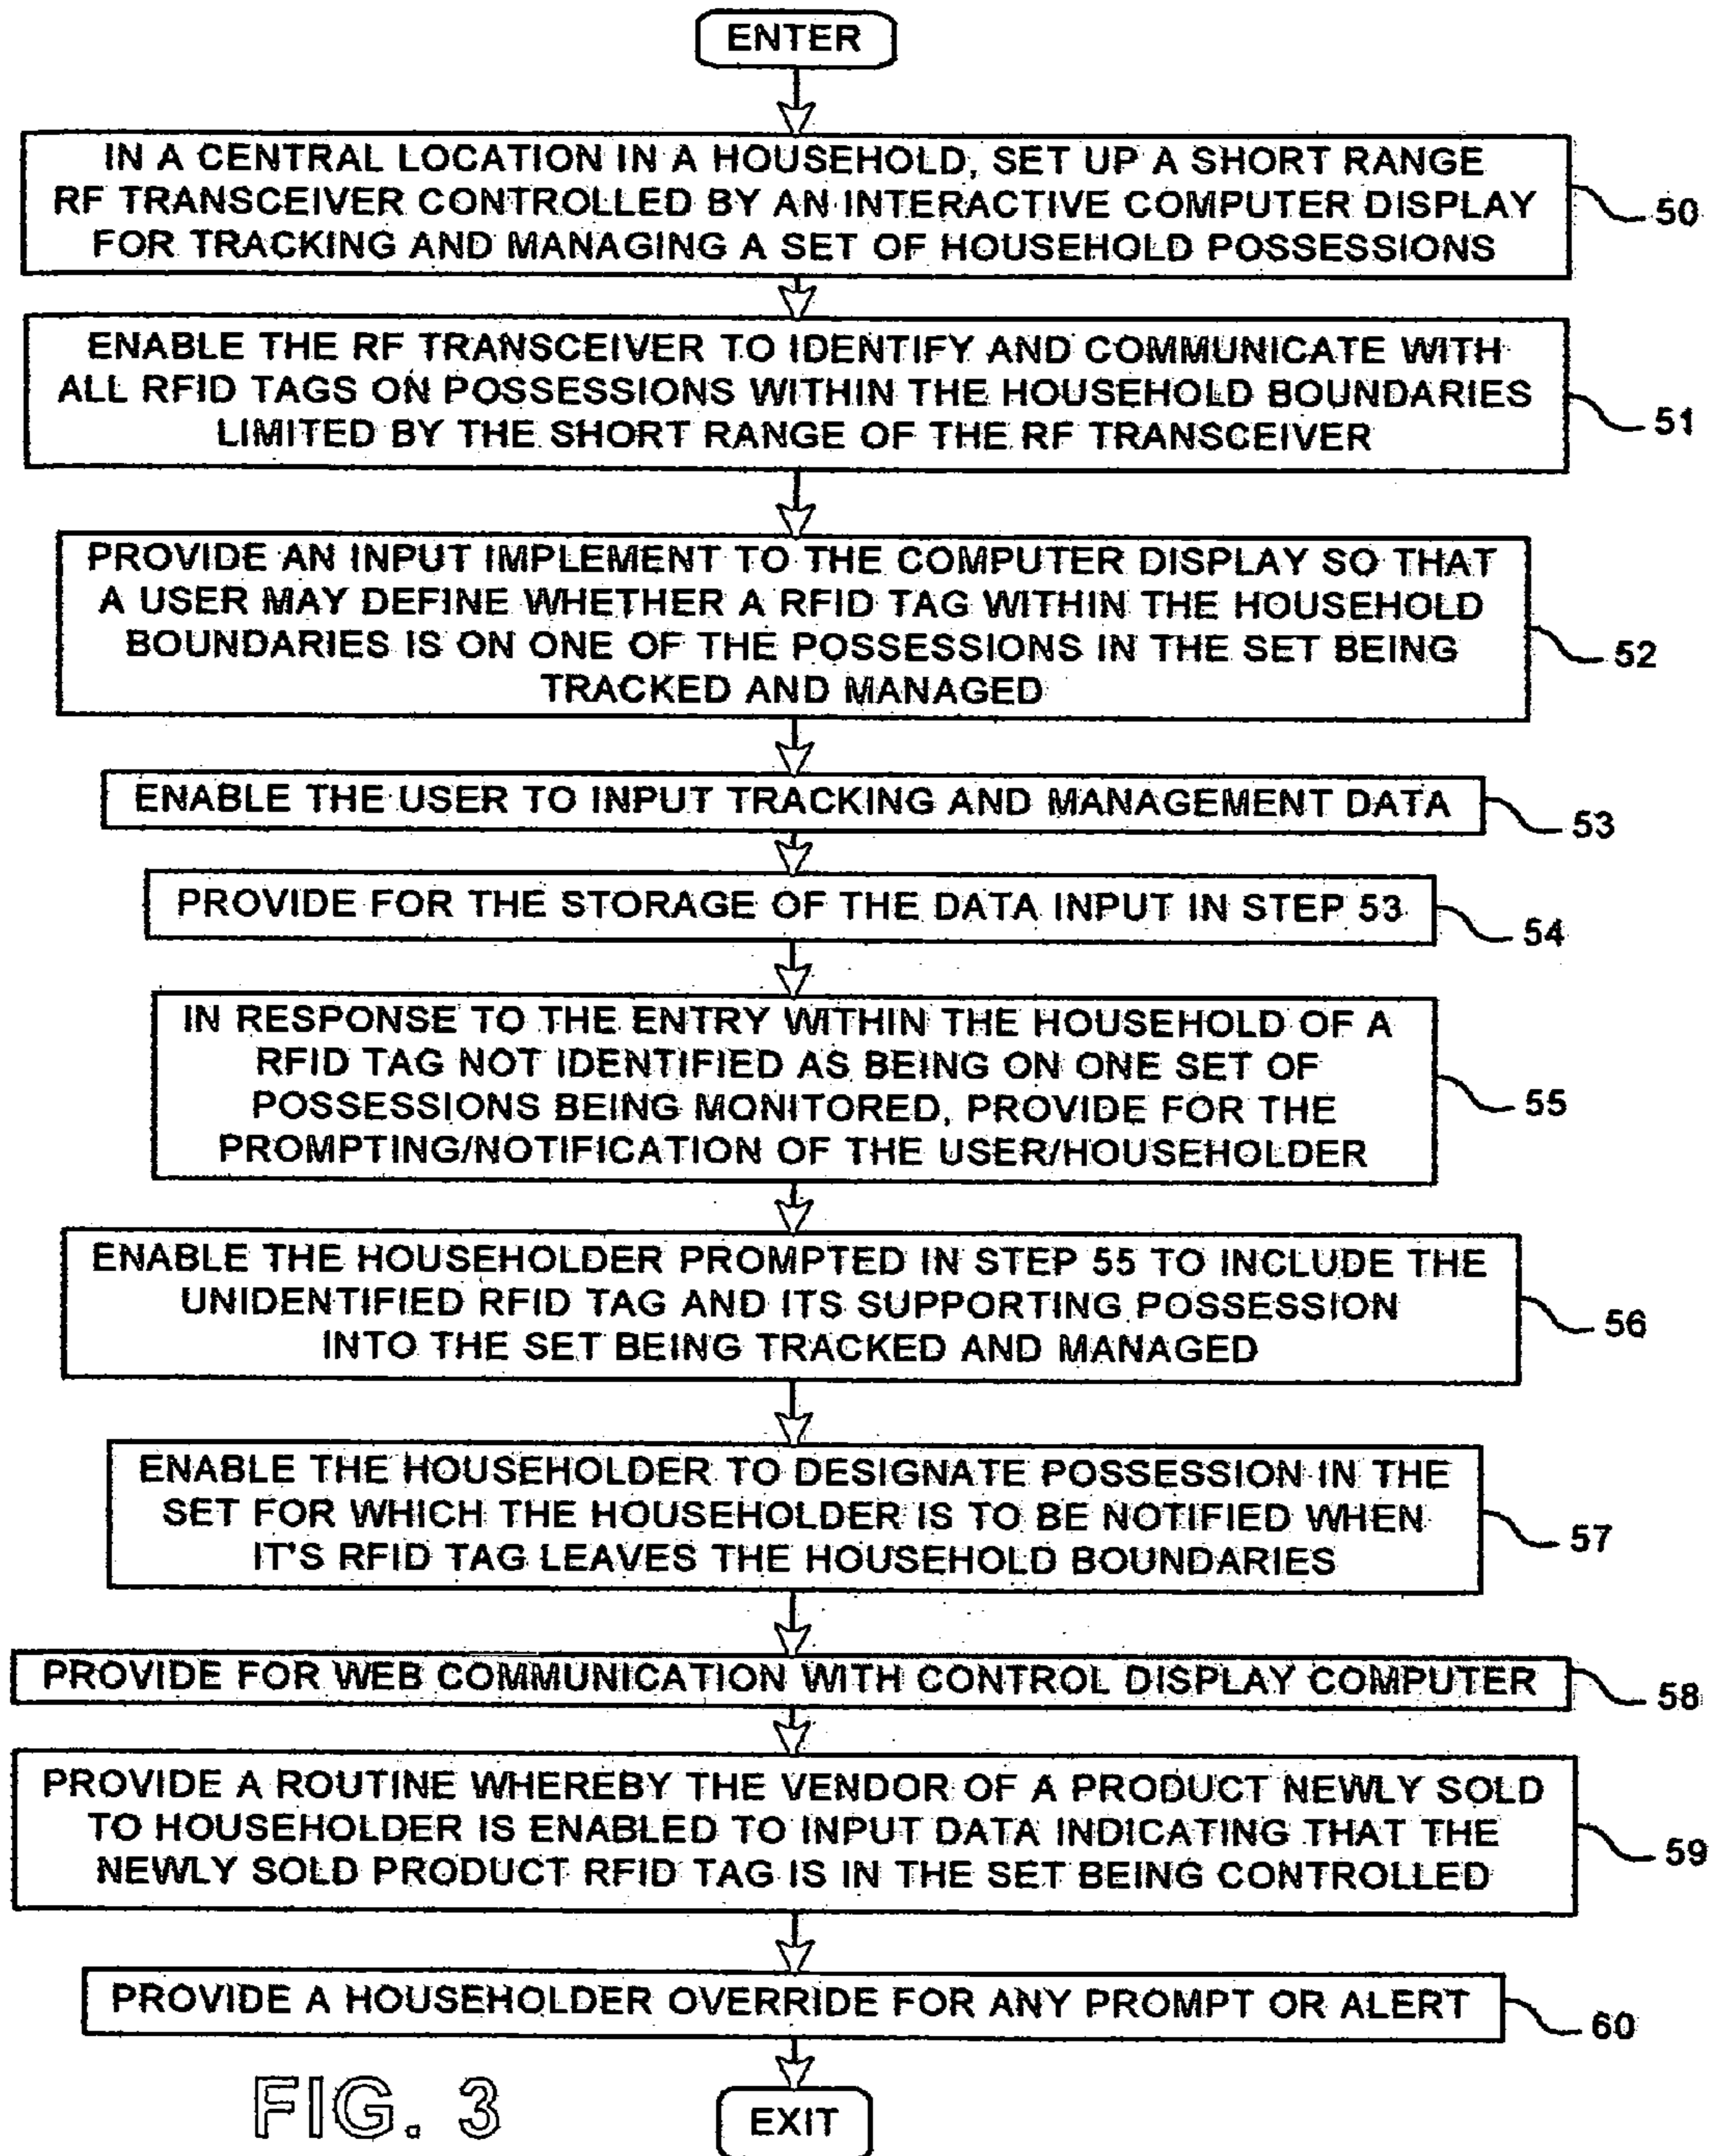 ENTER
IN A CENTRAL LOCATION IN A HOUSEHOLD, SET UP A SHORT RANGE
RF TRANSCEIVER CONTROLLED BY AN INTERACTIVE COMPUTER DISPLAY
FOR TRACKING AND MANAGING A SET OF HOUSEHOLD POSSESSIONS
50
ENABLE THE RF TRANSCEIVER TO IDENTIFY AND COMMUNICATE WITH
ALL RFID TAGS ON POSSESSIONS WITHIN THE HOUSEHOLD BOUNDARIES
LIMITED BY THE SHORT RANGE OF THE RF TRANSCEIVER
51
PROVIDE AN INPUT IMPLEMENT TO THE COMPUTER DISPLAY SO THAT
A USER MAY DEFINE WHETHER A RFID TAG WITHIN THE HOUSEHOLD
BOUNDARIES IS ON ONE OF THE POSSESSIONS IN THE SET BEING
TRACKED AND MANAGED
52
ENABLE THE USER TO INPUT TRACKING AND MANAGEMENT DATA
53
PROVIDE FOR THE STORAGE OF THE DATA INPUT IN STEP 53
54
IN RESPONSE TO THE ENTRY WITHIN THE HOUSEHOLD OF A
RFID TAG NOT IDENTIFIED AS BEING ON ONE SET OF
POSSESSIONS BEING MONITORED, PROVIDE FOR THE
PROMPTING/NOTIFICATION OF THE USER/HOUSEHOLDER
55
ENABLE THE HOUSEHOLDER PROMPTED IN STEP 55 TO INCLUDE THE
UNIDENTIFIED RFID TAG AND ITS SUPPORTING POSSESSION
INTO THE SET BEING TRACKED AND MANAGED
56
ENABLE THE HOUSEHOLDER TO DESIGNATE POSSESSION IN THE
SET FOR WHICH THE HOUSEHOLDER IS TO BE NOTIFIED WHEN
IT'S RFID TAG LEAVES THE HOUSEHOLD BOUNDARIES
57
PROVIDE FOR WEB COMMUNICATION WITH CONTROL DISPLAY COMPUTER
58
PROVIDE A ROUTINE WHEREBY THE VENDOR OF A PRODUCT NEWLY SOLD
TO HOUSEHOLDER IS ENABLED TO INPUT DATA INDICATING THAT THE
NEWLY SOLD PRODUCT RFID TAG IS IN THE SET BEING CONTROLLED
59
PROVIDE A HOUSEHOLDER OVERRIDE FOR ANY PROMPT OR ALERT
60
EXIT
FIG. 3